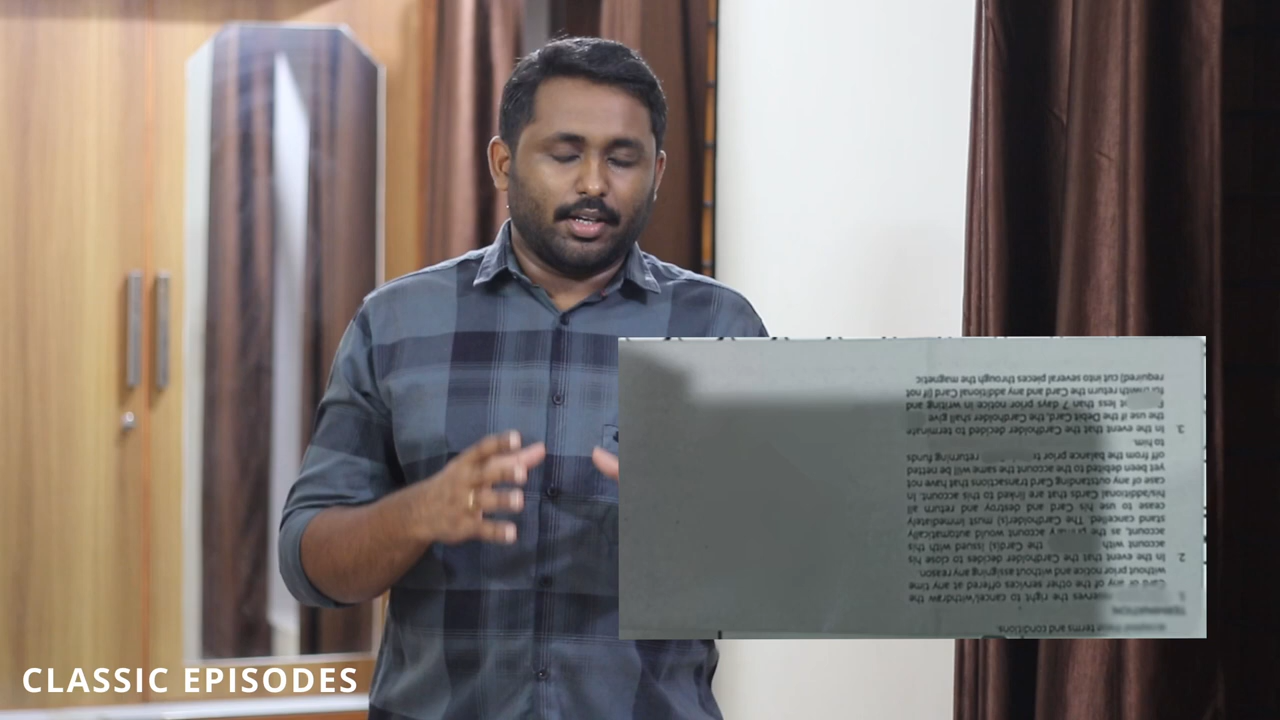 terms and conditions.
TERMINATION
1. reserves the right to cancel/withdraw the
Card or any of the other services offered at any time
without prior notice and without assigning any reason.
2. In the event that the Cardholder decides to close his
account with the Card(s) issued with this
account, as the account would automatically
stand cancelled. The Cardholder(s) must immediately
cease to use his Card and destroy and return all
his/additional Cards that are linked to this account. In
case of any outstanding Card transactions that have not
yet been debited to the account the same will be netted
off from the balance prior returning funds
to him.
3. In the event that the Cardholder decided to terminate
the use if the Debit Card, the Cardholder shall give
less than 7 days prior notice in writing and
return the Card and any additional Card (if not
required) cut into several pieces through the magnetic
CLASSIC EPISODES